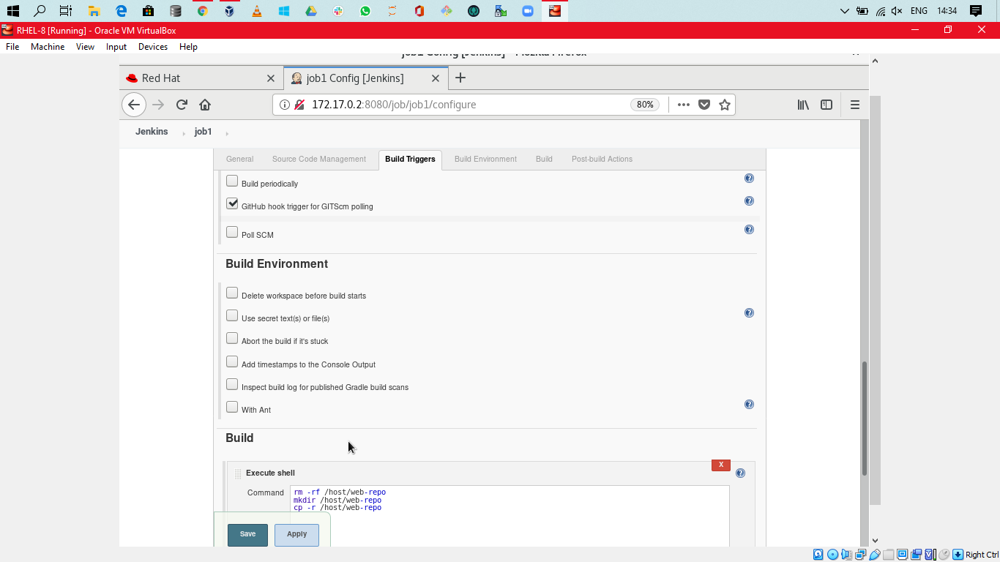 ENG 14:34
RHEL-8 [Running] - Oracle VM VirtualBox
File Machine View Input Devices Help
job1 Config [Jenkins] - Mozilla Firefox
Red Hat
job1 Config [Jenkins]
172.17.0.2:8080/job/job1/configure 80%
Jenkins job1
General Source Code Management Build Triggers Build Environment Build Post-build Actions
Build periodically
GitHub hook trigger for GITScm polling
Poll SCM
Build Environment
Delete workspace before build starts
Use secret text(s) or file(s)
Abort the build if it's stuck
Add timestamps to the Console Output
Inspect build log for published Gradle build scans
With Ant
Build
X
Execute shell
Command
rm -rf /host/web-repo
mkdir /host/web-repo
cp -r /host/web-repo
Save Apply
Right Ctrl